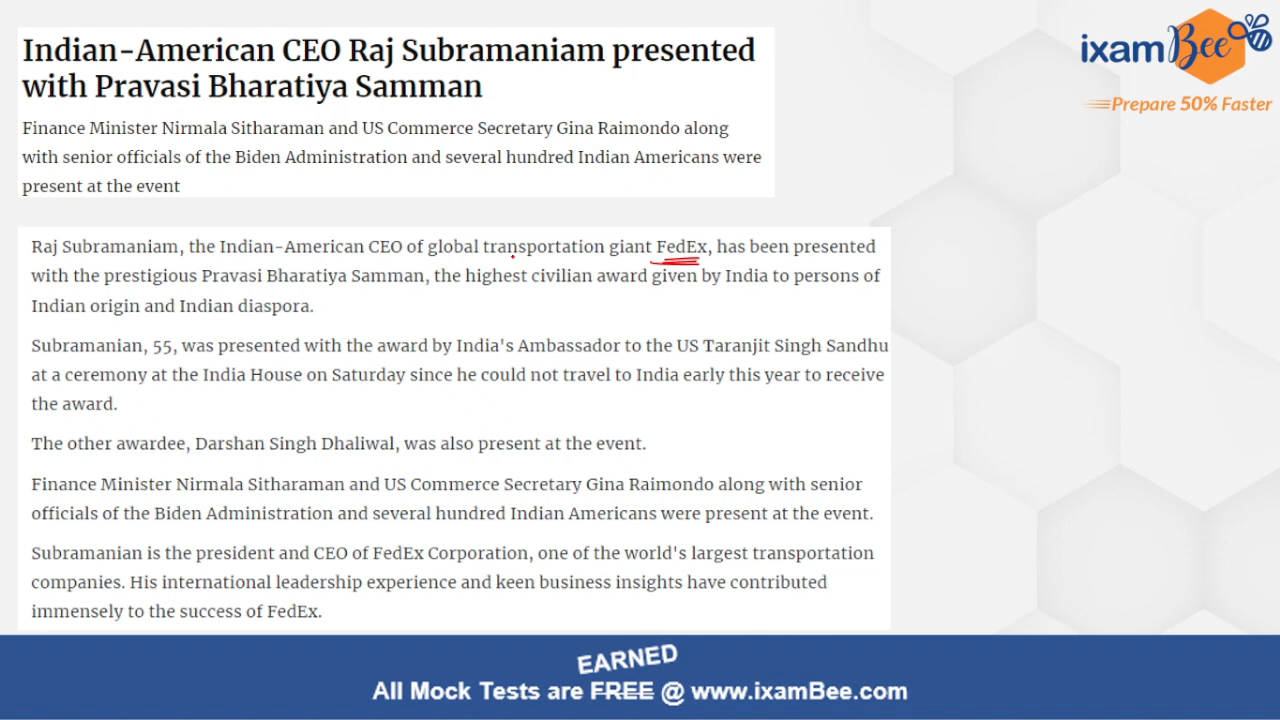 Indian-American CEO Raj Subramaniam presented
with Pravasi Bharatiya Samman
Finance Minister Nirmala Sitharaman and US Commerce Secretary Gina Raimondo along
with senior officials of the Biden Administration and several hundred Indian Americans were
present at the event
ixamBee
Prepare 50% Faster
Raj Subramaniam, the Indian-American CEO of global transportation giant FedEx, has been presented
with the prestigious Pravasi Bharatiya Samman, the highest civilian award given by India to persons of
Indian origin and Indian diaspora.
Subramanian, 55, was presented with the award by India's Ambassador to the US Taranjit Singh Sandhu
at a ceremony at the India House on Saturday since he could not travel to India early this year to receive
the award.
The other awardee, Darshan Singh Dhaliwal, was also present at the event.
Finance Minister Nirmala Sitharaman and US Commerce Secretary Gina Raimondo along with senior
officials of the Biden Administration and several hundred Indian Americans were present at the event.
Subramanian is the president and CEO of FedEx Corporation, one of the world's largest transportation
companies. His international leadership experience and keen business insights have contributed
immensely to the success of FedEx.
EARNED
All Mock Tests are FREE @ www.ixamBee.com